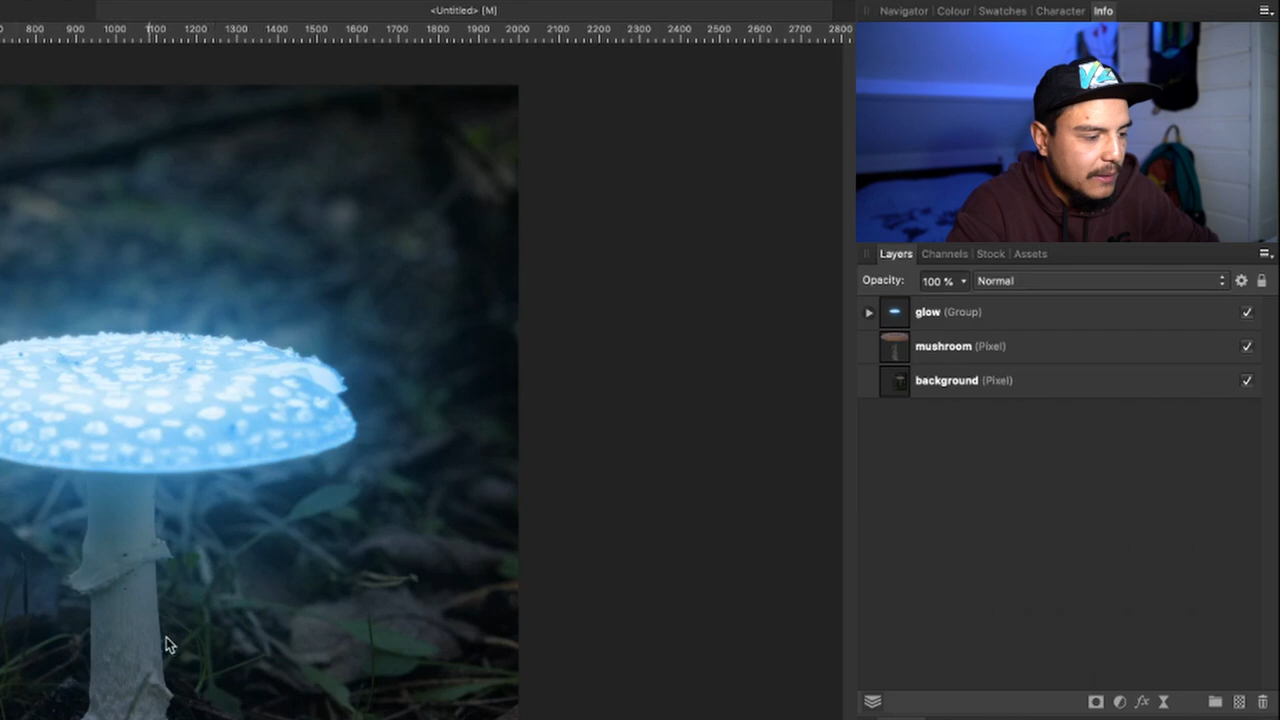 <Untitled> [M]
Navigator Colour Swatches Character Info
800 900 1000 1100 1200 1300 1400 1500 1600 1700 1800 1900 2000 2100 2200 2300 2400 2500 2600 2700 2800
Layers Channels Stock Assets
Opacity: 100 % Normal
glow (Group)
mushroom (Pixel)
background (Pixel)
fx